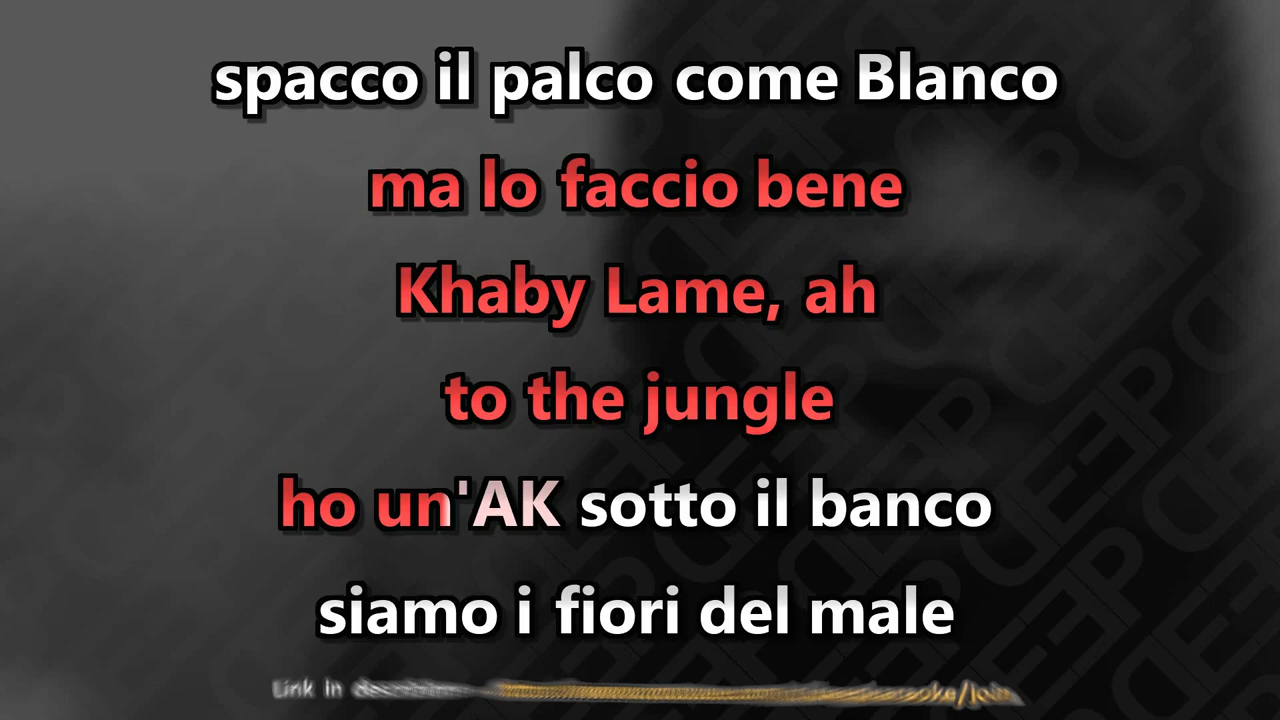 spacco il palco come Blanco
ma lo faccio bene
Khaby Lame, ah
to the jungle
ho un'AK sotto il banco
siamo i fiori del male
Link in